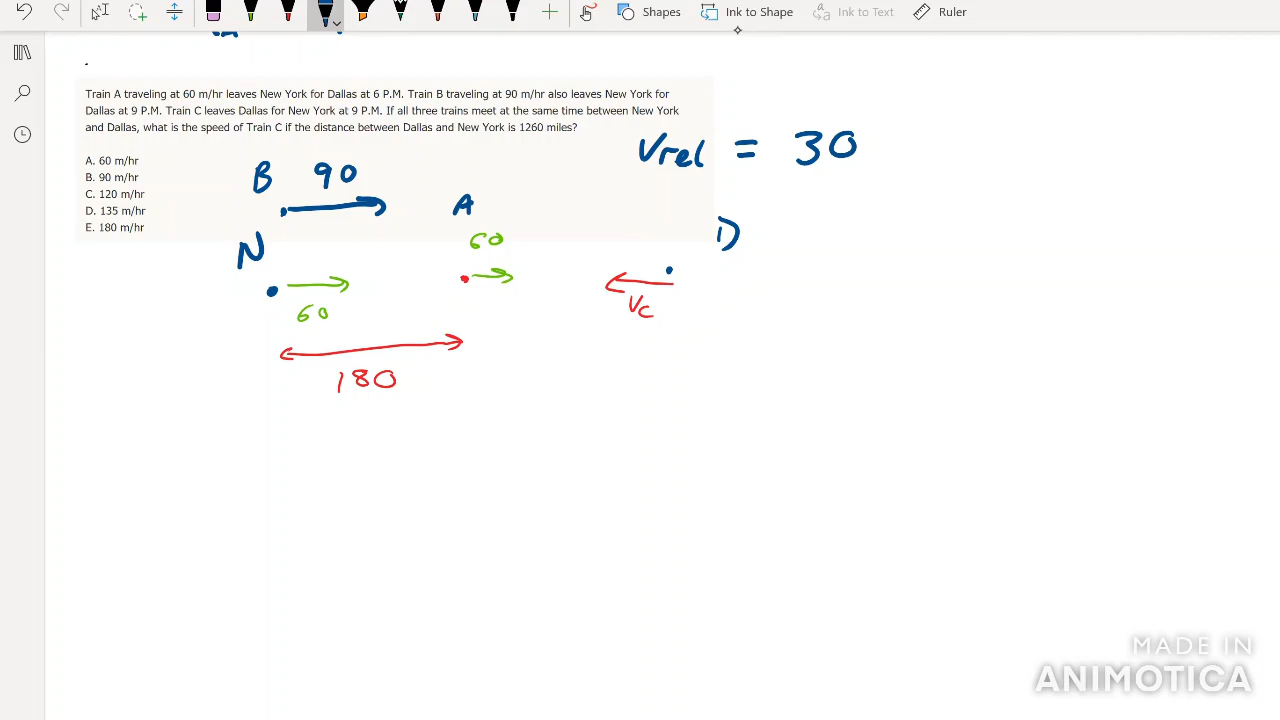 Shapes
Ink to Shape
Ink to Text
Ruler
Train A traveling at 60 m/hr leaves New York for Dallas at 6 P.M. Train B traveling at 90 m/hr also leaves New York for
Dallas at 9 P.M. Train C leaves Dallas for New York at 9 P.M. If all three trains meet at the same time between New York
and Dallas, what is the speed of Train C if the distance between Dallas and New York is 1260 miles?
A. 60 m/hr
B. 90 m/hr
C. 120 m/hr
D. 135 m/hr
E. 180 m/hr
Vrel = 30
B 90
A
N
60
D
60
Vc
180
MADE IN
ANIMOTICA